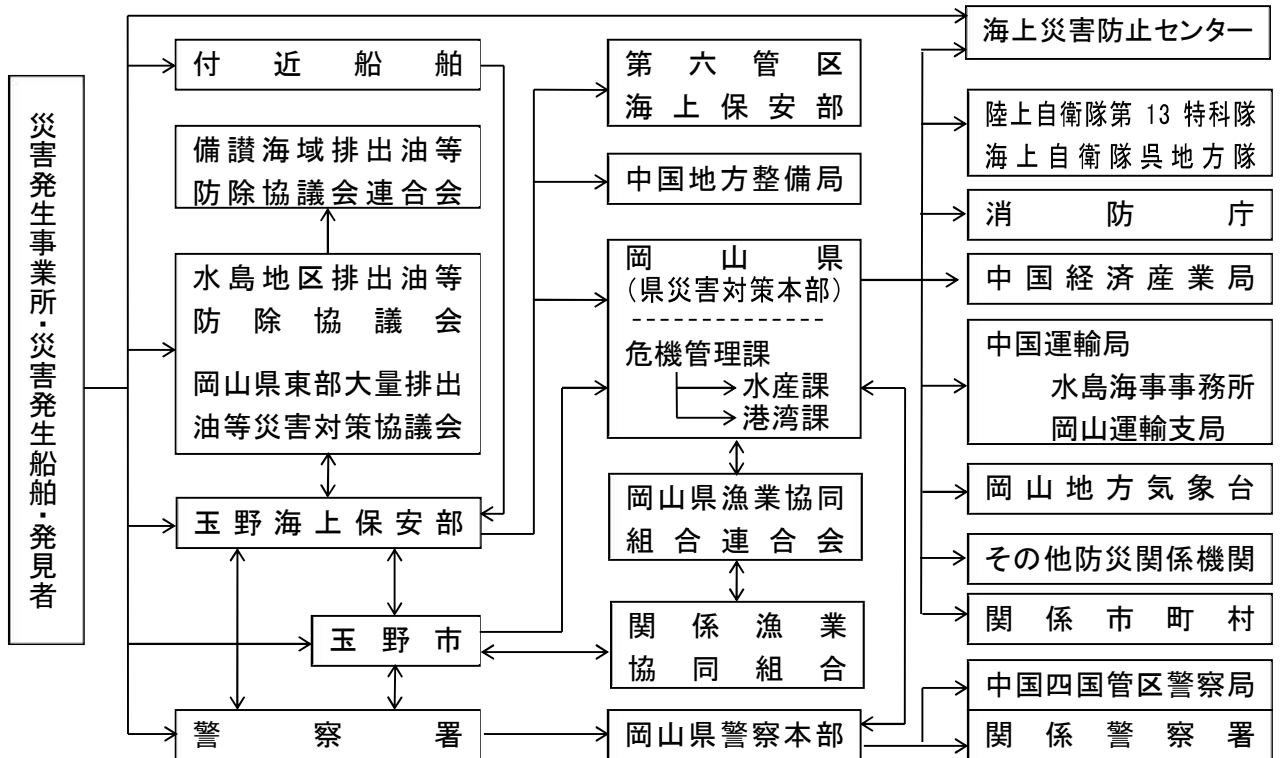 災害発生事業所・災害発生船舶・発見者
付近船舶
備讃海域排出油等
防除協議会連合会
水島地区排出油等
防除協議会
岡山県東部大量排出
油等災害対策協議会
玉野海上保安部
玉野市
警察署
第六管区
海上保安部
中国地方整備局
岡山県
(県災害対策本部)
危機管理課
水産課
港湾課
岡山県漁業協同
組合連合会
関係漁業
協同組合
岡山県警察本部
海上災害防止センター
陸上自衛隊第 13 特科隊
海上自衛隊呉地方隊
消防庁
中国経済産業局
中国運輸局
水島海事事務所
岡山運輸支局
岡山地方気象台
その他防災関係機関
関係市町村
中国四国管区警察局
関係警察署